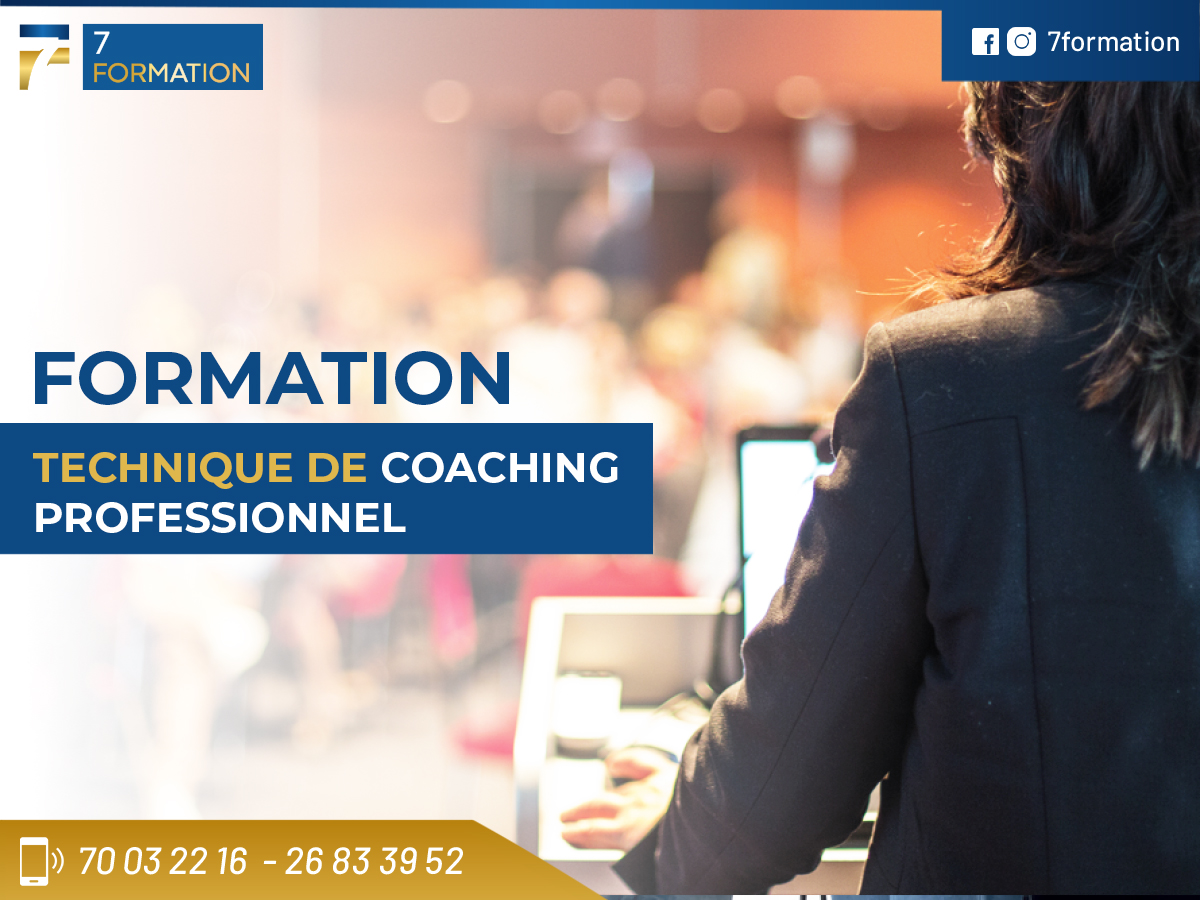 7
FORMATION
7formation
FORMATION
TECHNIQUE DE COACHING
PROFESSIONNEL
70 03 22 16 - 26 83 39 52